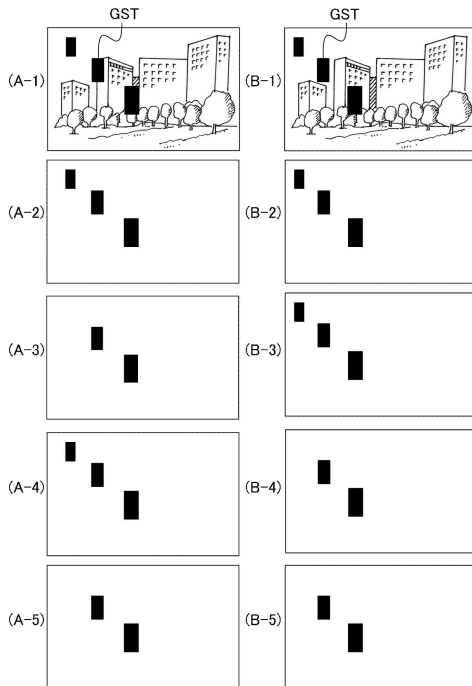 GST GST
(A-1) (B-1)
(A-2) (B-2)
(A-3) (B-3)
(A-4) (B-4)
(A-5) (B-5)